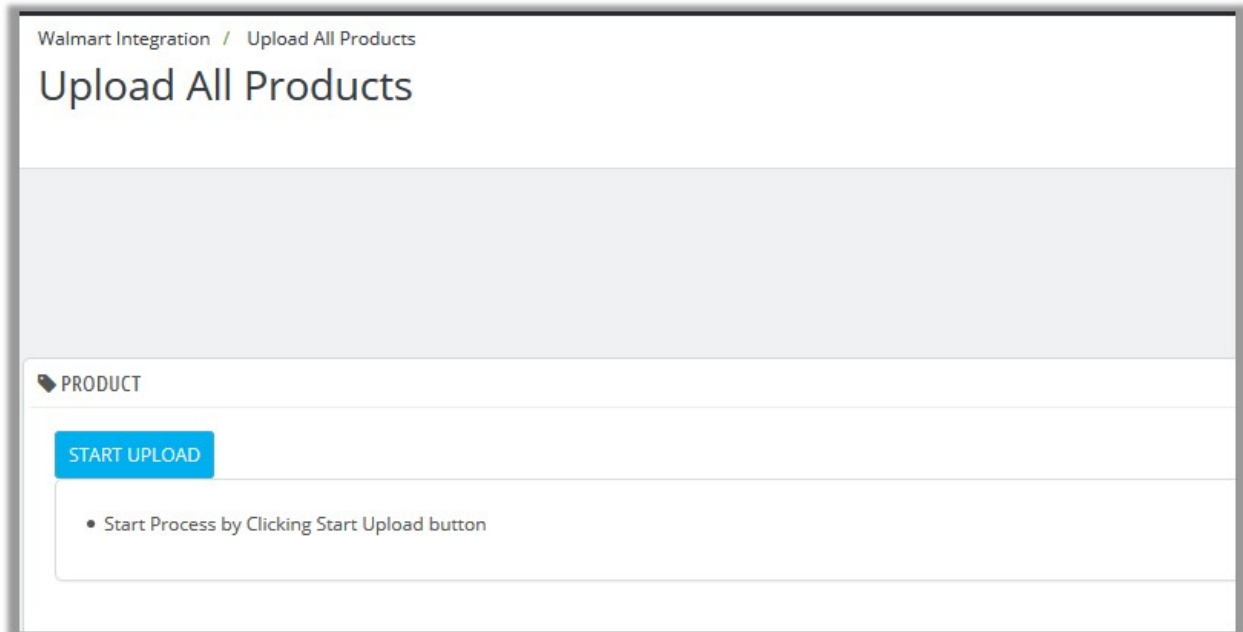 Walmart Integration / Upload All Products
Upload All Products
PRODUCT
START UPLOAD
• Start Process by Clicking Start Upload button